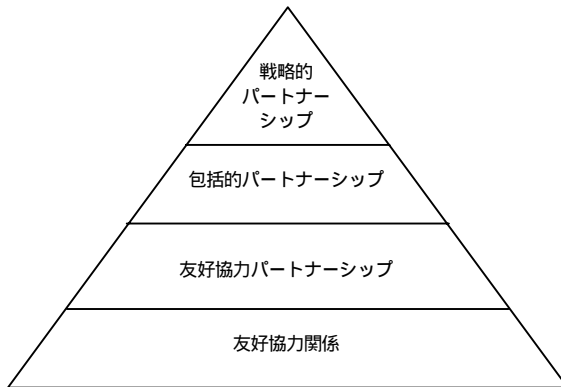 戦略的
パートナー
シップ
包括的パートナーシップ
友好協力パートナーシップ
友好協力関係